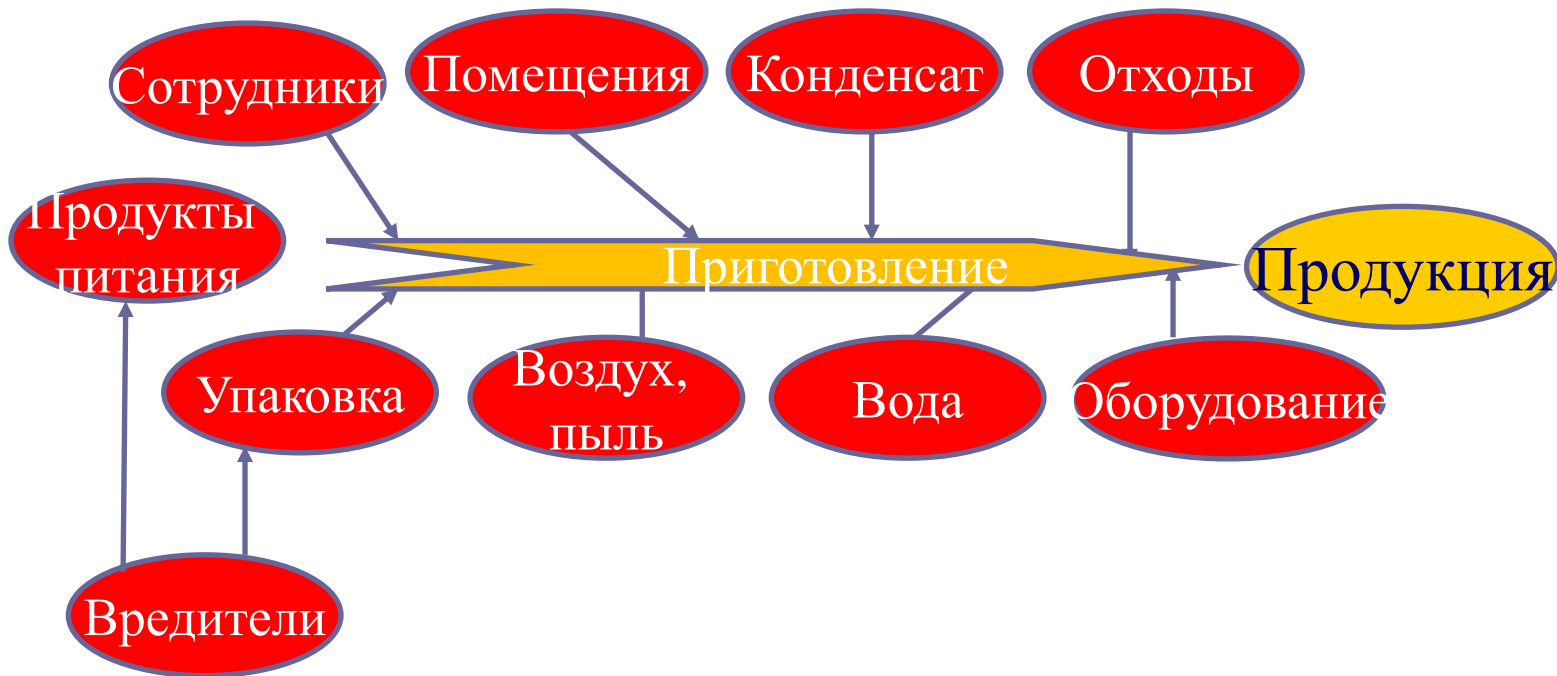 Сотрудники
Помещения
Конденсат
Отходы
Продукты
питания
Приготовление
Продукция
Упаковка
Воздух,
пыль
Вода
Оборудование
Вредители